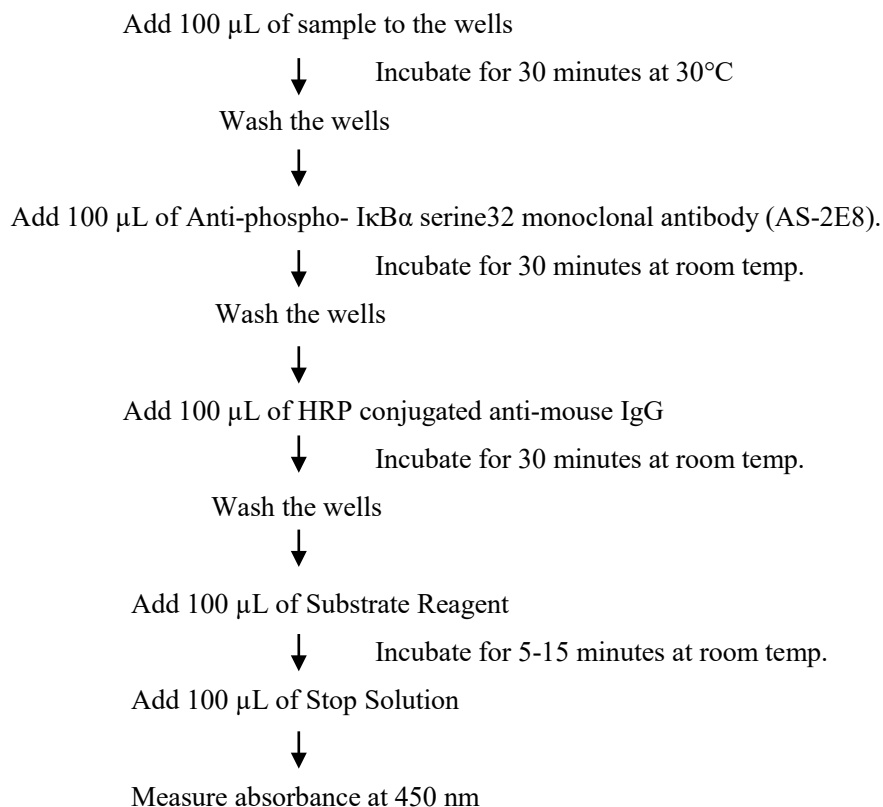 Add 100 µL of sample to the wells
Incubate for 30 minutes at 30°C
Wash the wells
Add 100 µL of Anti-phospho- IκBα serine32 monoclonal antibody (AS-2E8).
Incubate for 30 minutes at room temp.
Wash the wells
Add 100 µL of HRP conjugated anti-mouse IgG
Incubate for 30 minutes at room temp.
Wash the wells
Add 100 µL of Substrate Reagent
Incubate for 5-15 minutes at room temp.
Add 100 µL of Stop Solution
Measure absorbance at 450 nm